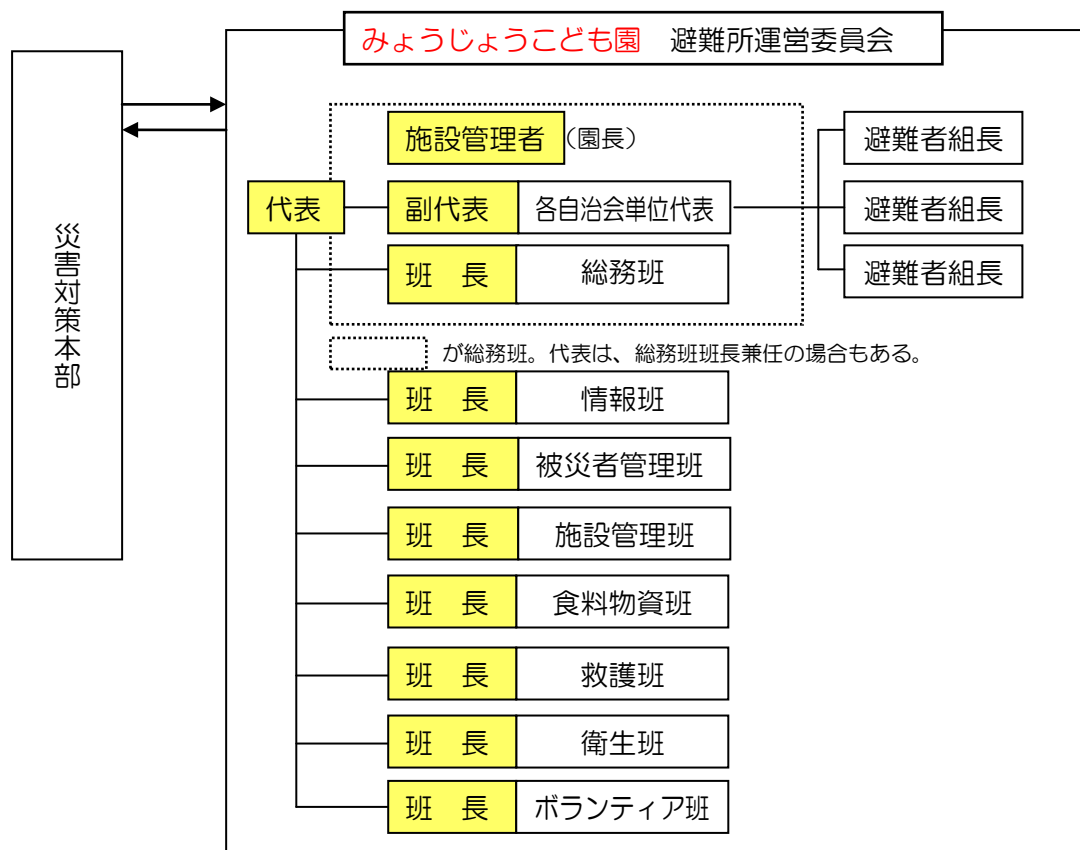 みょうじょうこども園　避難所運営委員会
災害対策本部
施設管理者（園長）
避難者組長
代表
副代表
各自治会単位代表
避難者組長
班　長
総務班
避難者組長
が総務班。代表は、総務班班長兼任の場合もある。
班　長
情報班
班　長
被災者管理班
班　長
施設管理班
班　長
食料物資班
班　長
救護班
班　長
衛生班
班　長
ボランティア班